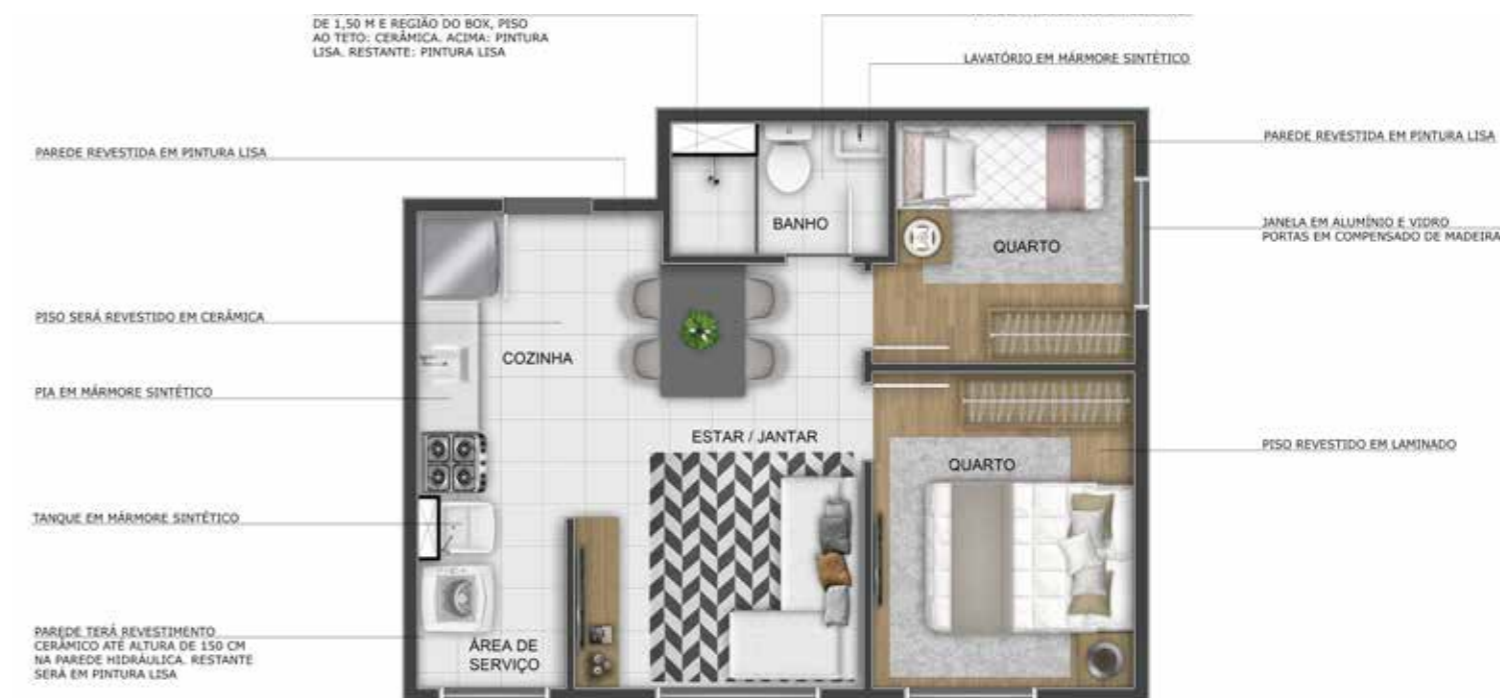 DE 1,50 M E REGIÃO DO BOX, PISO
AO TETO: CERÂMICA. ACIMA: PINTURA
LISA. RESTANTE: PINTURA LISA
LAVATÓRIO EM MÁRMORE SINTÉTICO
PAREDE REVESTIDA EM PINTURA LISA
PAREDE REVESTIDA EM PINTURA LISA
BANHO
QUARTO
JANELA EM ALUMÍNIO E VIDRO
PORTAS EM COMPENSADO DE MADEIRA
PISO SERÁ REVESTIDO EM CERÂMICA
COZINHA
PIA EM MÁRMORE SINTÉTICO
ESTAR / JANTAR
QUARTO
PISO REVESTIDO EM LAMINADO
TANQUE EM MÁRMORE SINTÉTICO
PAREDE TERÁ REVESTIMENTO
CERÂMICO ATÉ ALTURA DE 150 CM
NA PAREDE HIDRÁULICA. RESTANTE
SERÁ EM PINTURA LISA
ÁREA DE
SERVIÇO